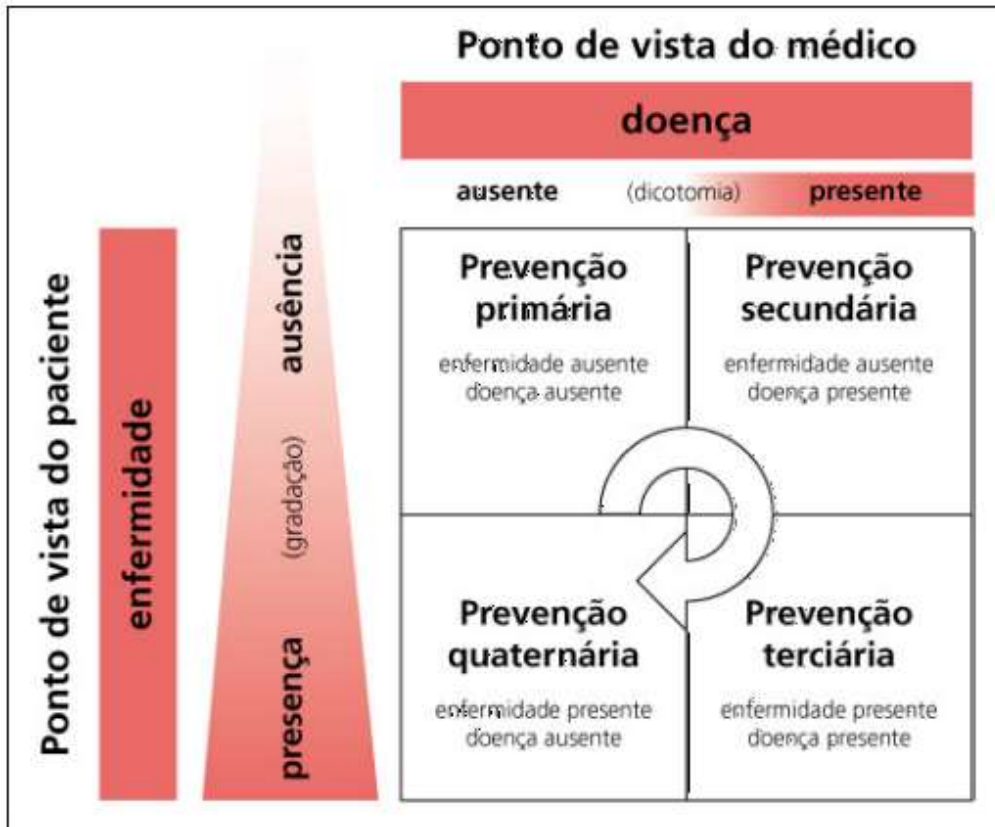 Ponto de vista do médico
doença
ausente (dicotomia) presente
Ponto de vista do paciente
enfermidade
ausência
(gradação)
presença
Prevenção
primária
enfermidade ausente
doença ausente
Prevenção
secundária
enfermidade ausente
doença presente
Prevenção
quaternária
enfermidade presente
doença ausente
Prevenção
terciária
enfermidade presente
doença presente